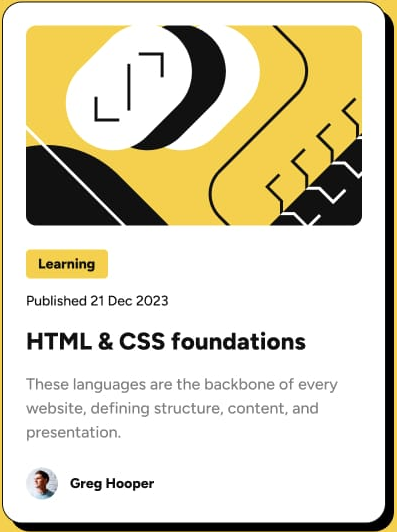 Learning
Published 21 Dec 2023
HTML & CSS foundations
These languages are the backbone of every
website, defining structure, content, and
presentation.
Greg Hooper